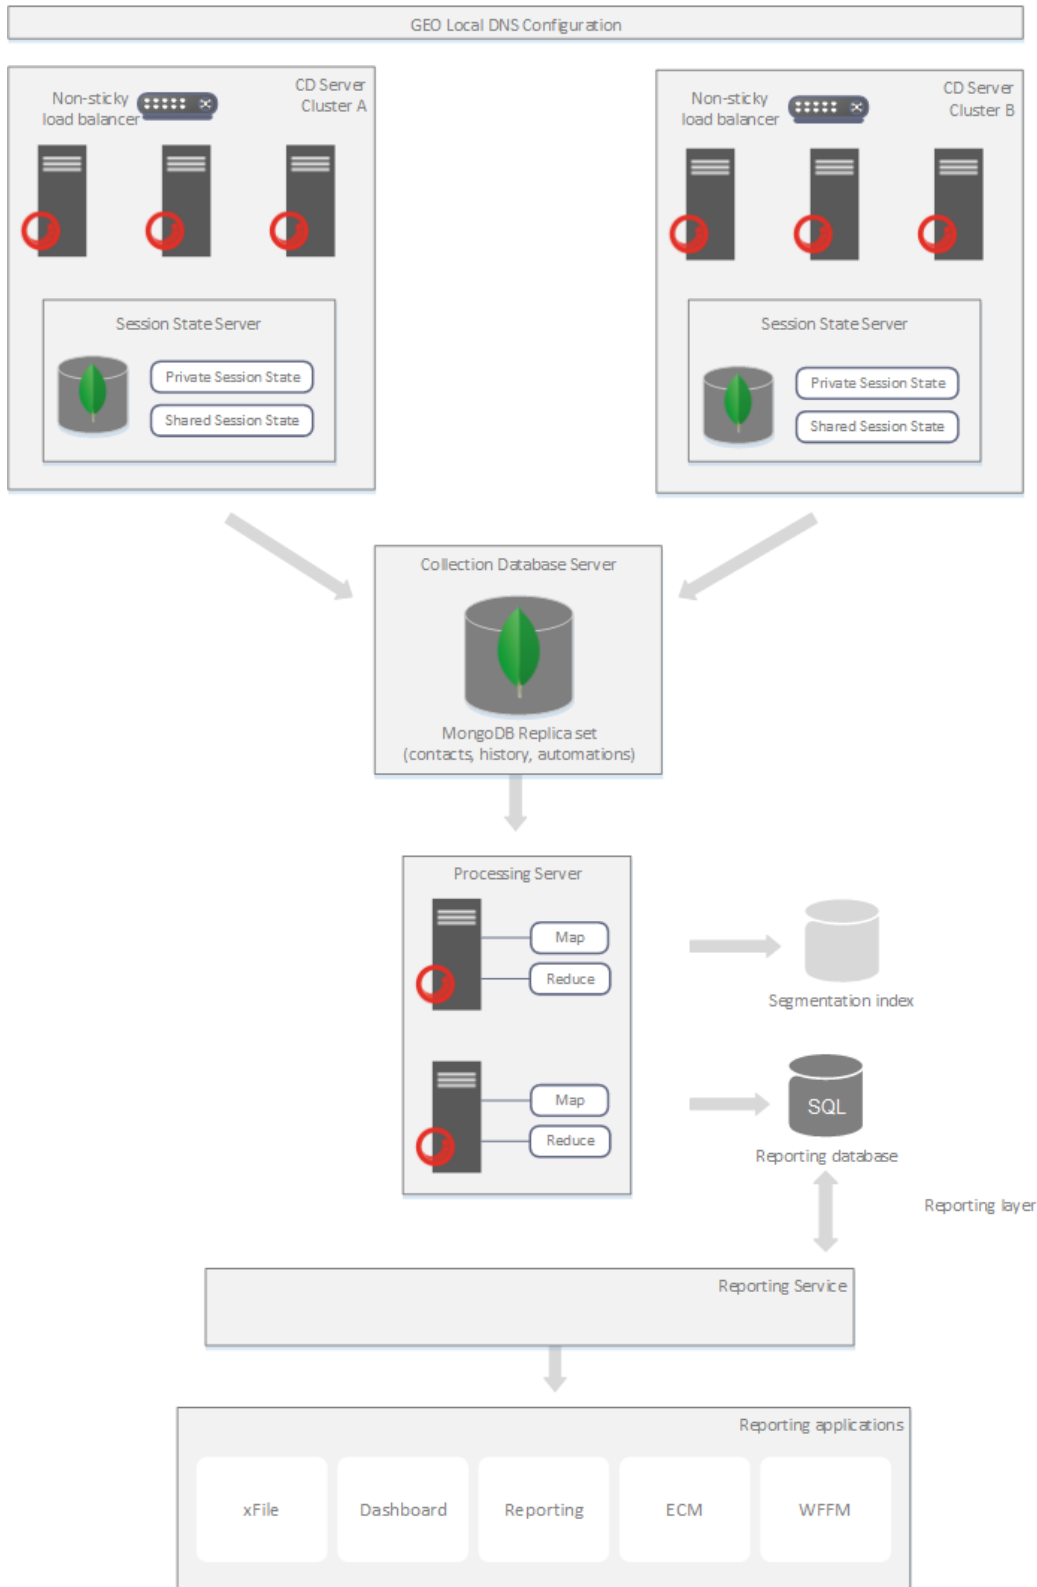 GEO Local DNS Configuration
CD Server
Cluster A
Non-sticky
load balancer
Session State Server
Private Session State
Shared Session State
CD Server
Cluster B
Non-sticky
load balancer
Session State Server
Private Session State
Shared Session State
Collection Database Server
MongoDB Replica set
(contacts, history, automations)
Processing Server
Map
Reduce
Map
Reduce
Segmentation index
SQL
Reporting database
Reporting layer
Reporting Service
Reporting applications
xFile
Dashboard
Reporting
ECM
WFFM